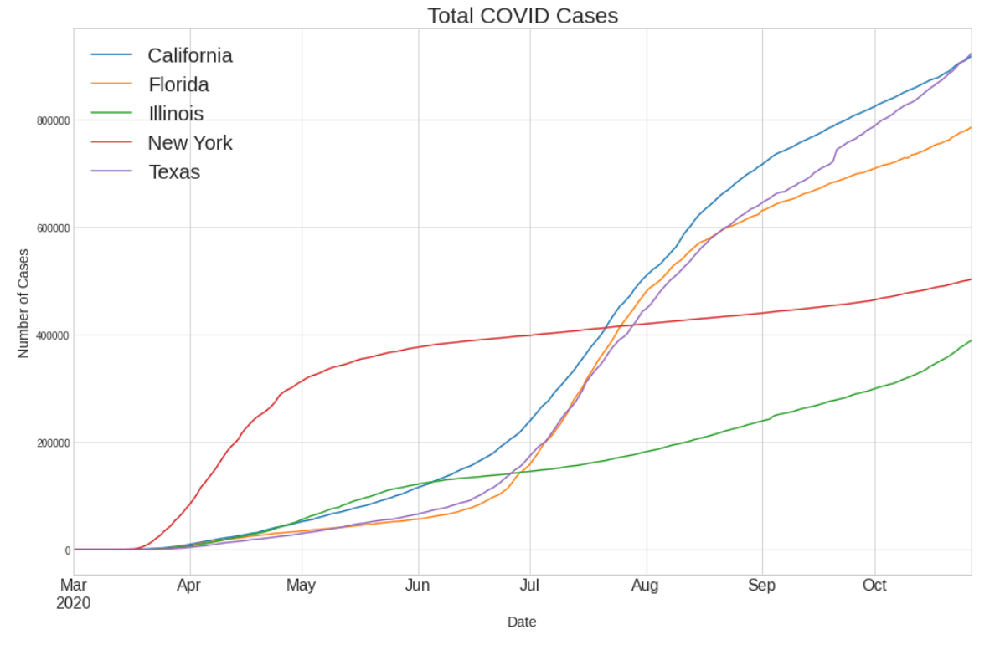 Total COVID Cases
California
Florida
Illinois
New York
Texas
800000
600000
400000
200000
0
Number of Cases
Mar Apr May Jun Jul Aug Sep Oct
2020
Date